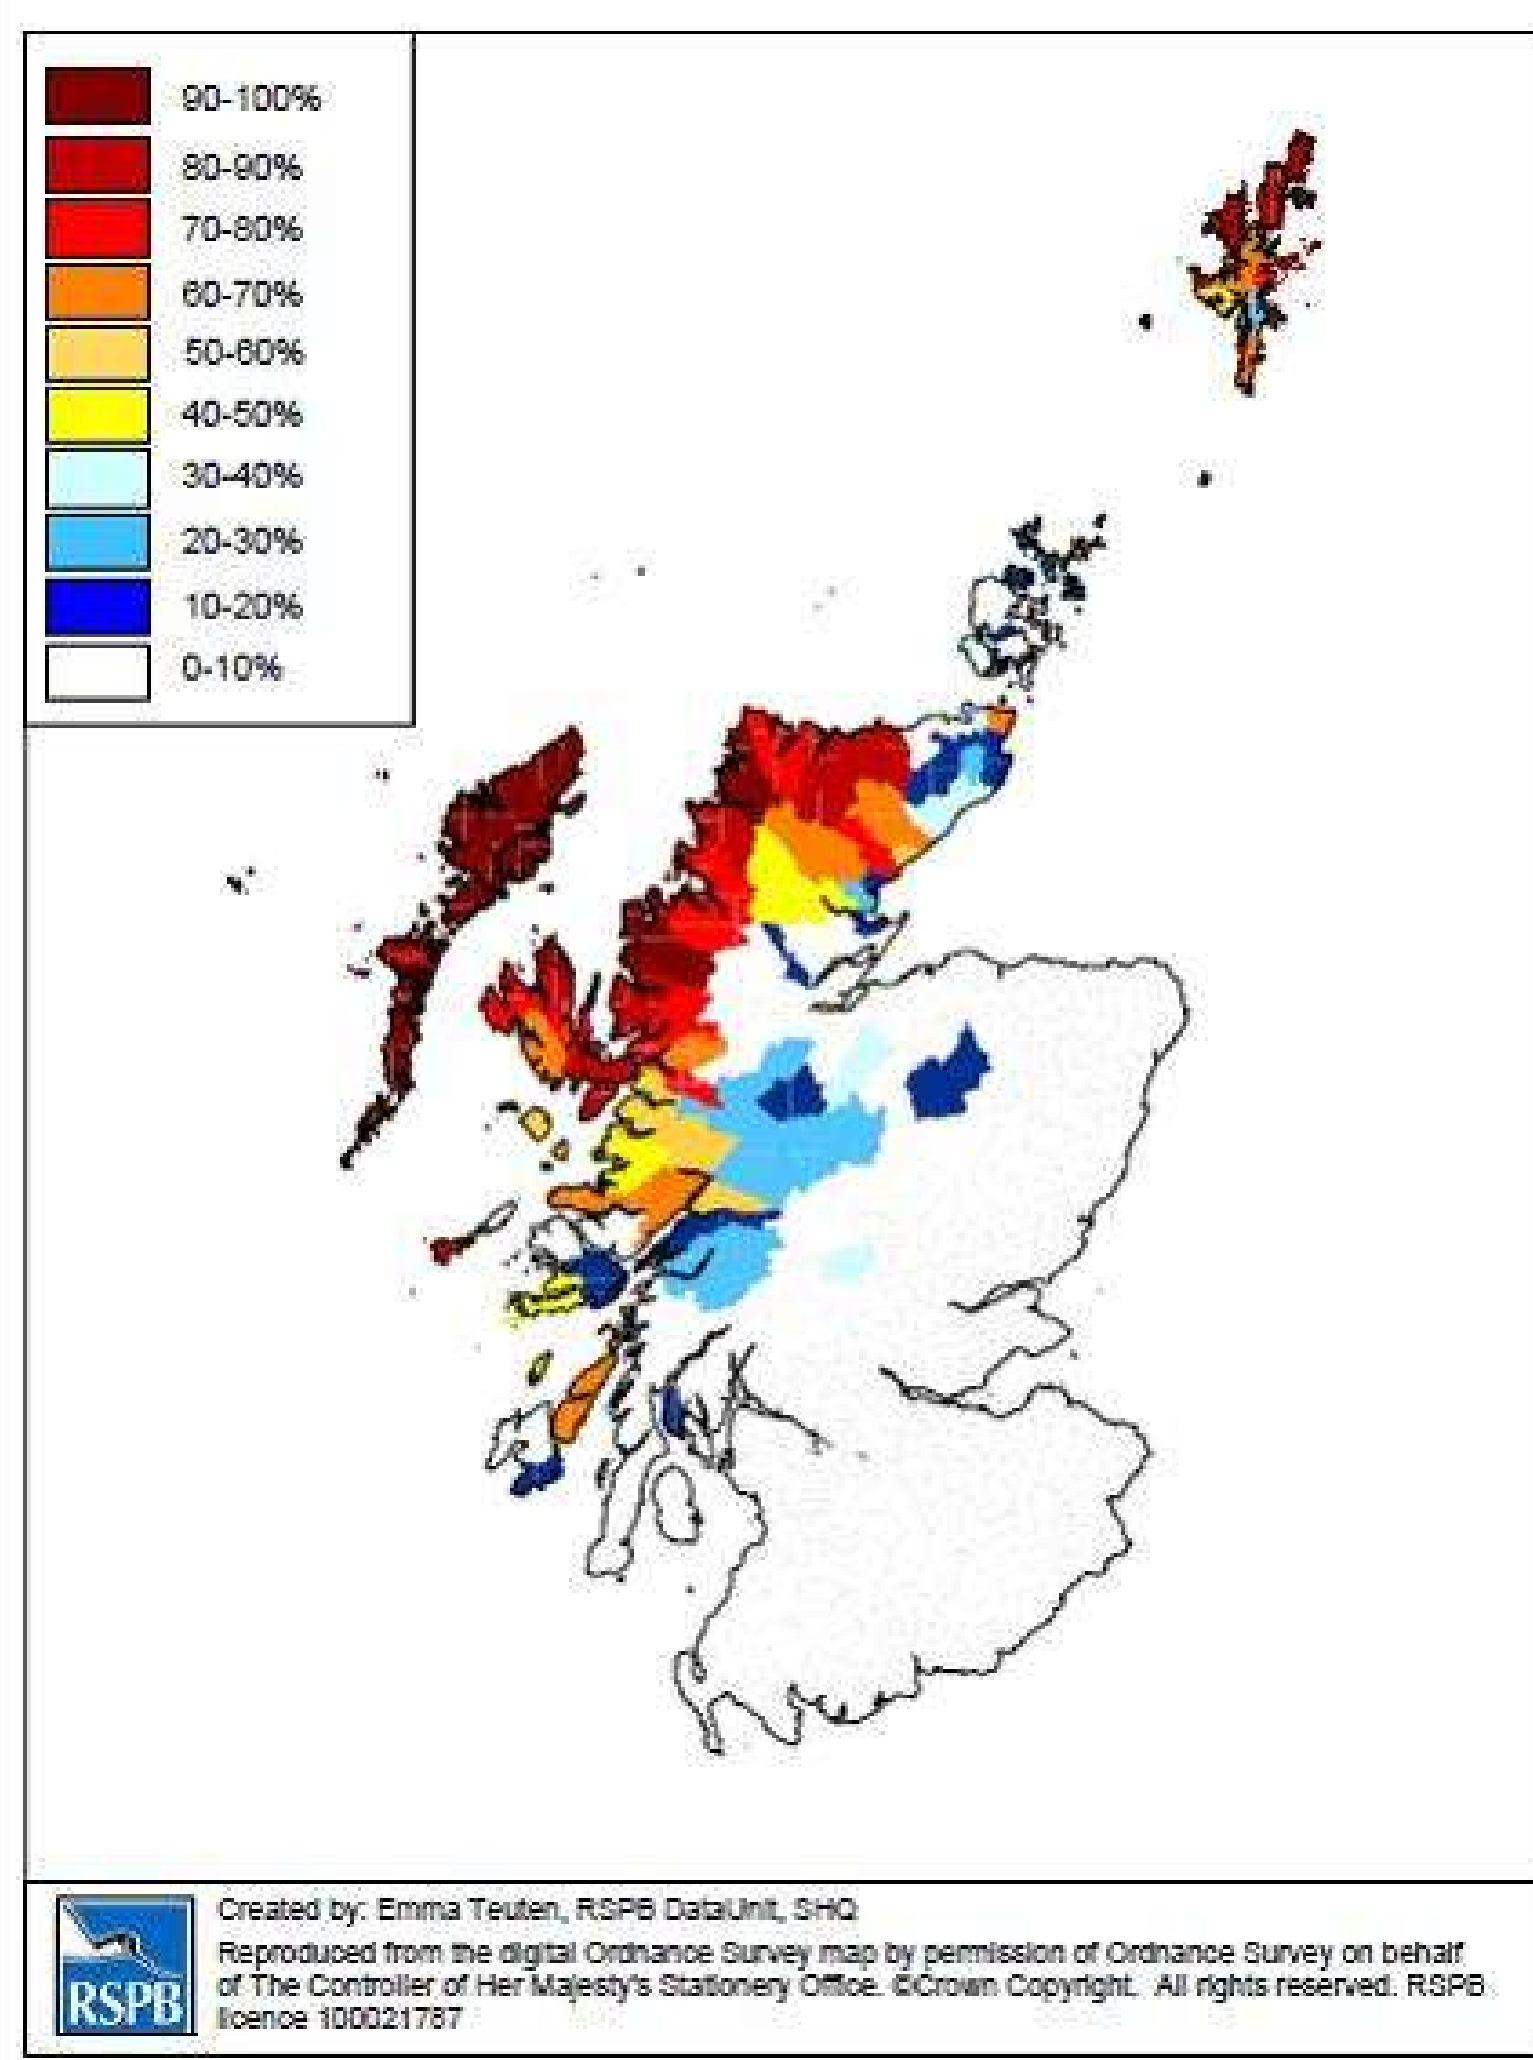 90-100%
80-90%
70-80%
60-70%
50-60%
40-50%
30-40%
20-30%
10-20%
0-10%
RSPB
Created by: Emma Teuten, RSPB DataUnit, SHQ
Reproduced from the digital Ordnance Survey map by permission of Ordnance Survey on behalf
of The Controller of Her Majesty's Stationery Office. ©Crown Copyright. All rights reserved. RSPB
licence 100021787